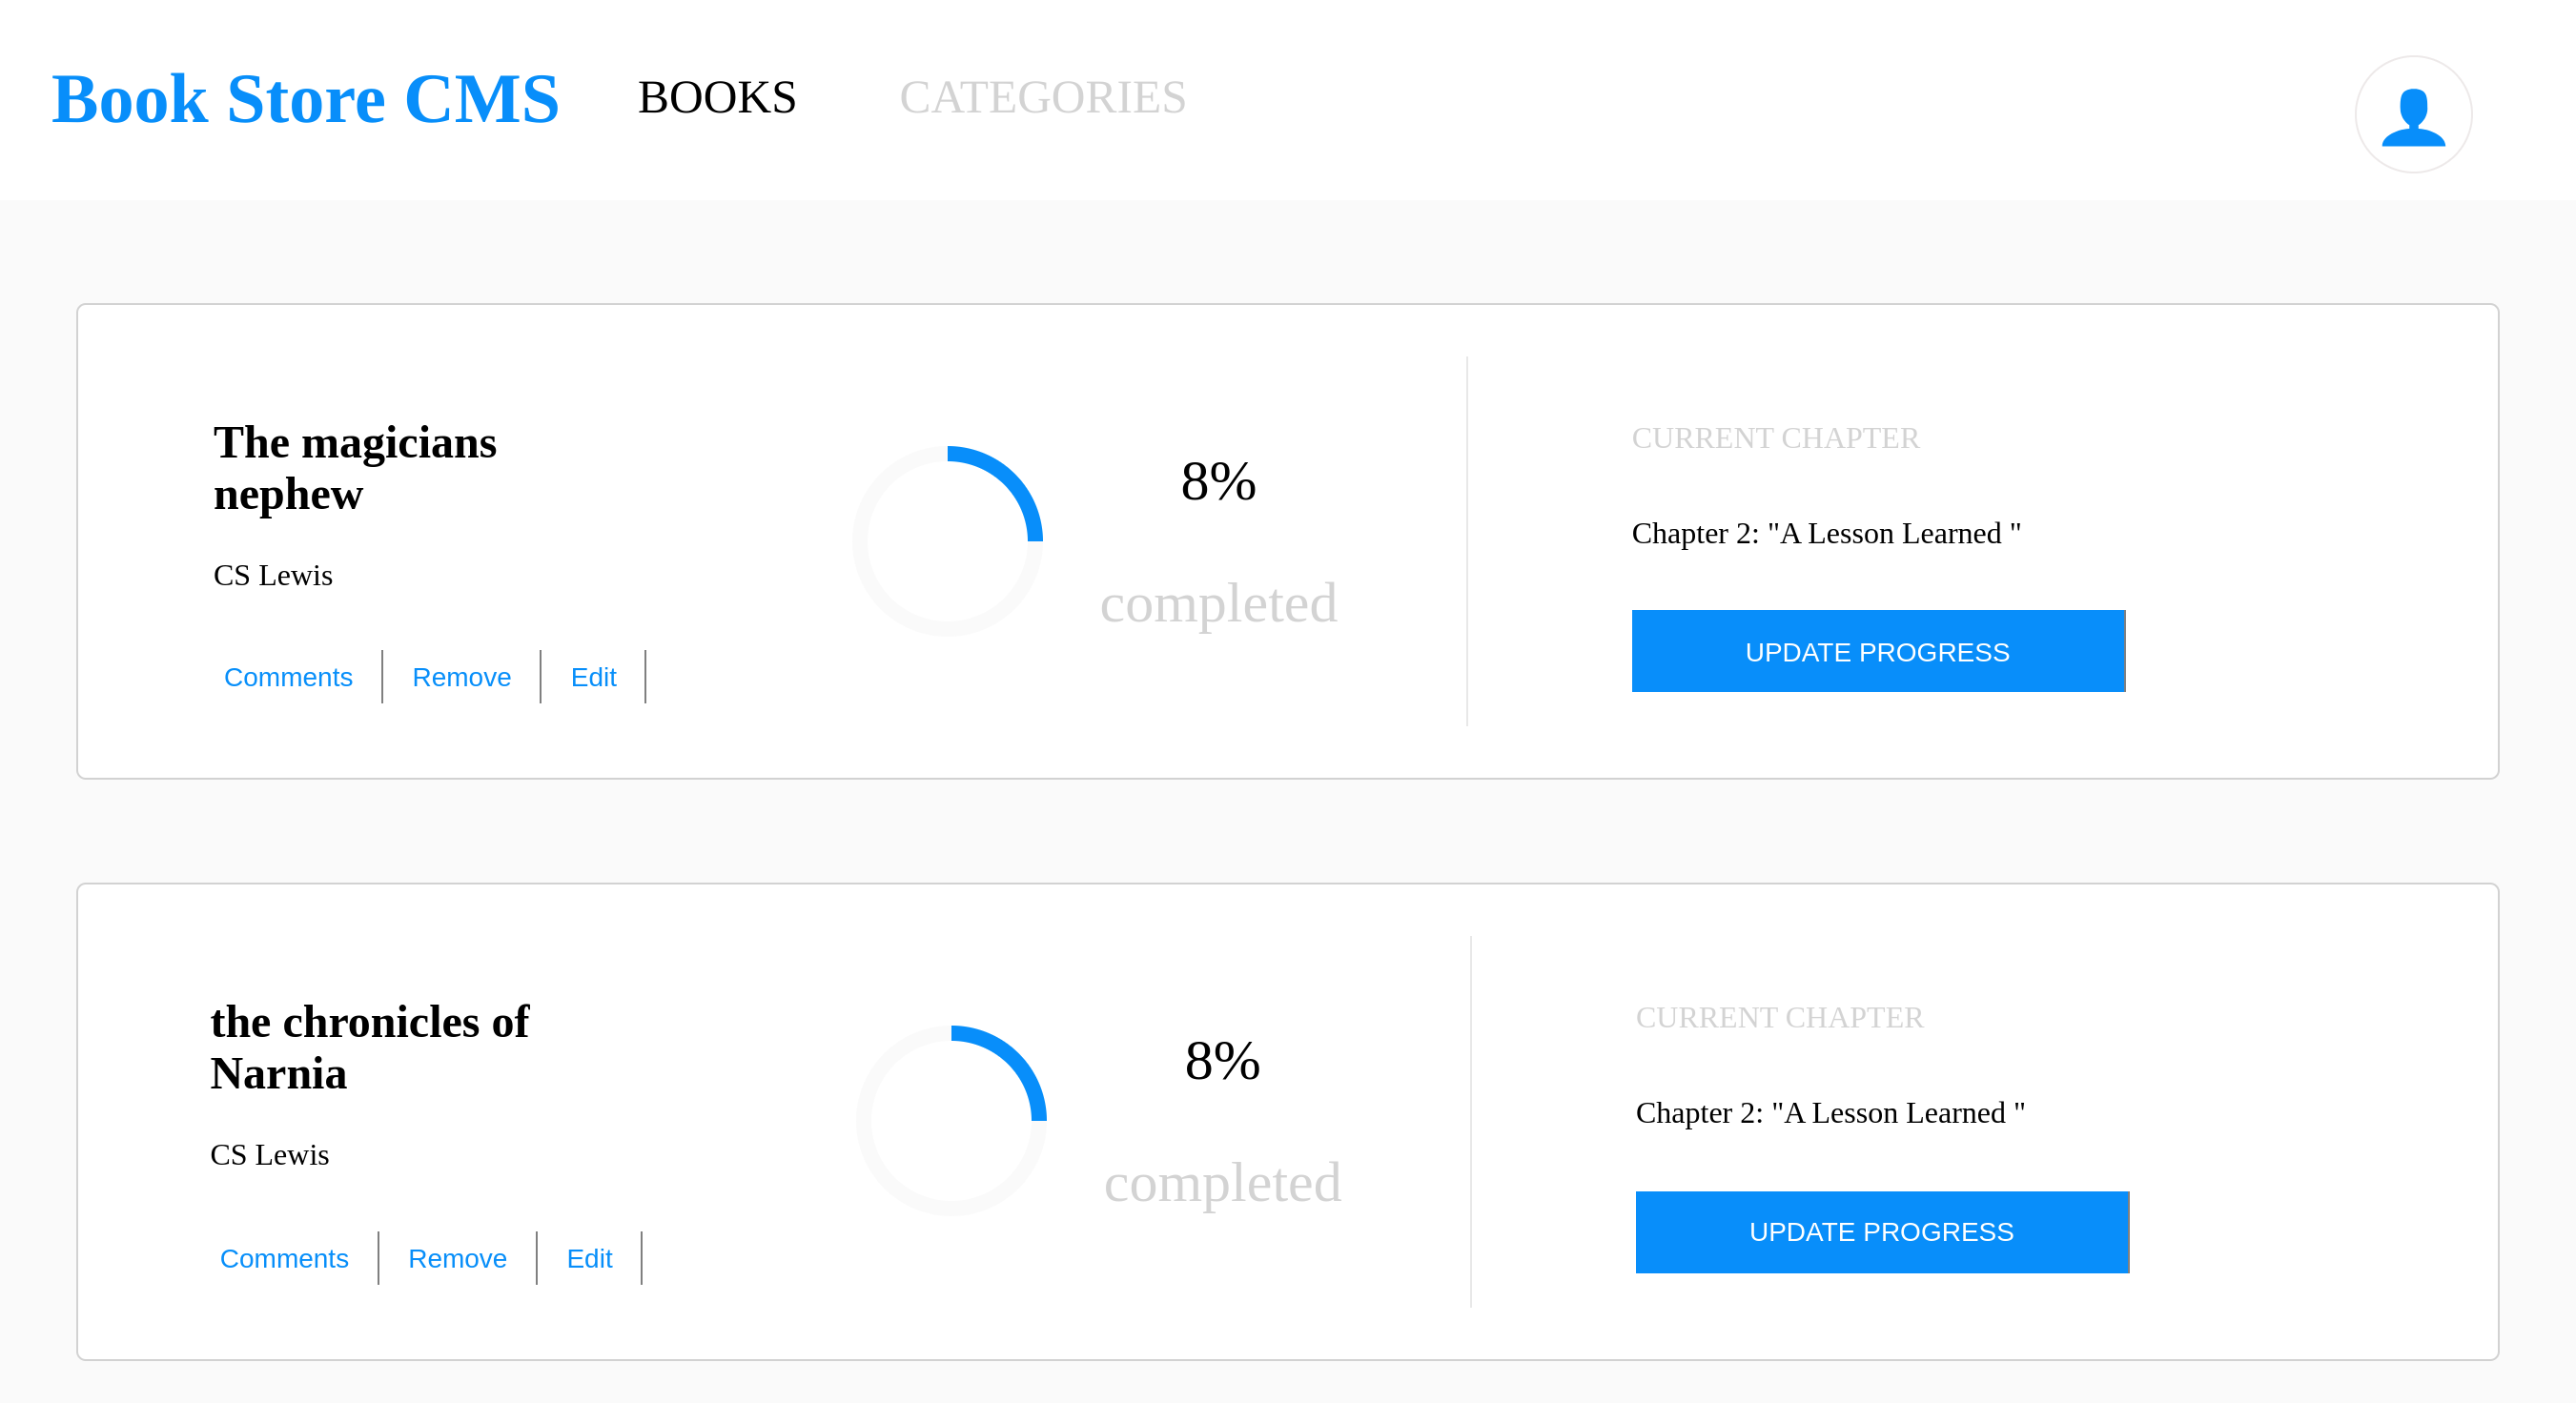 Book Store CMS BOOKS CATEGORIES
The magicians
nephew
CS Lewis
Comments Remove Edit
8%
completed
CURRENT CHAPTER
Chapter 2: "A Lesson Learned "
UPDATE PROGRESS
the chronicles of
Narnia
CS Lewis
Comments Remove Edit
8%
completed
CURRENT CHAPTER
Chapter 2: "A Lesson Learned "
UPDATE PROGRESS